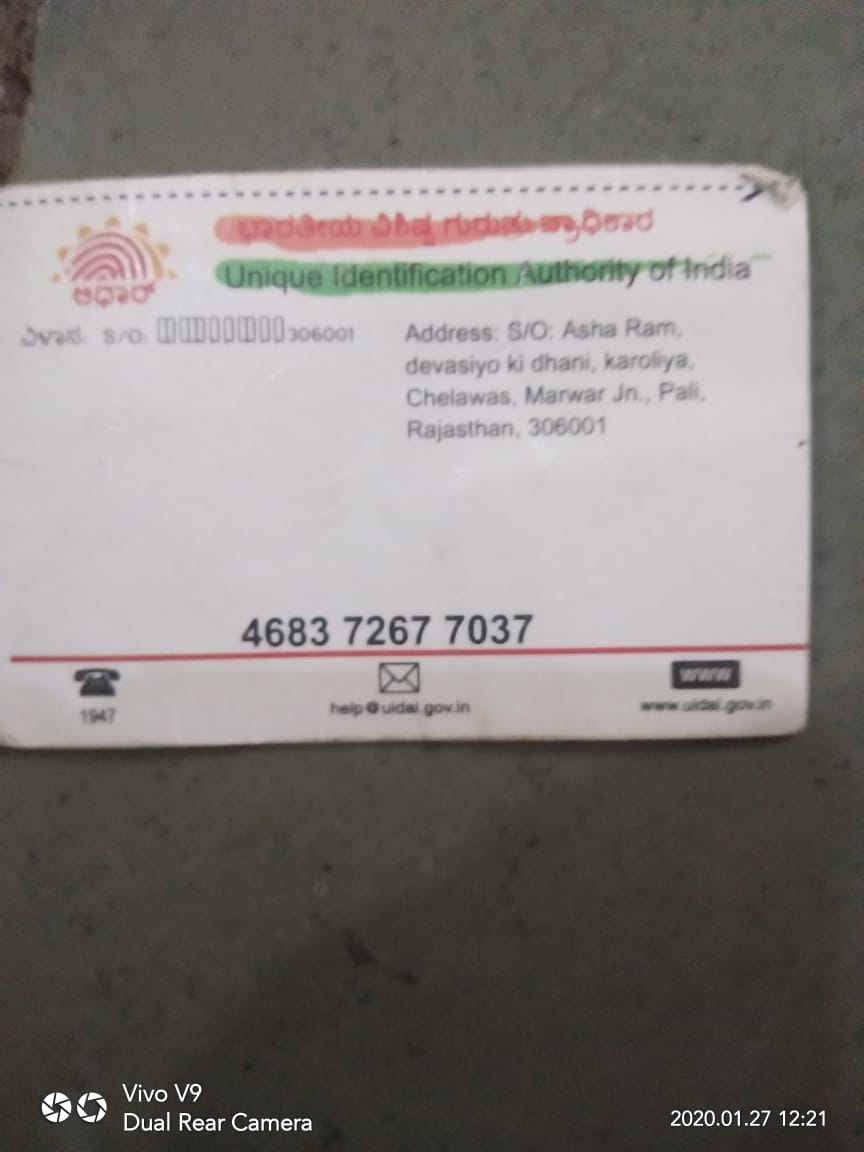 ಭಾರತೀಯ ವಿಶಿಷ್ಟ ಗುರುತು ಪ್ರಾಧಿಕಾರ
Unique Identification Authority of India
ಆಧಾರ್
ವಿಳಾಸ: S/O: 306001
Address: S/O: Asha Ram,
devasiyo ki dhani, karoliya,
Chelawas, Marwar Jn., Pali,
Rajasthan, 306001
4683 7267 7037
1947
help@uidai.gov.in
www
www.uidai.gov.in
Vivo V9
Dual Rear Camera
2020.01.27 12:21